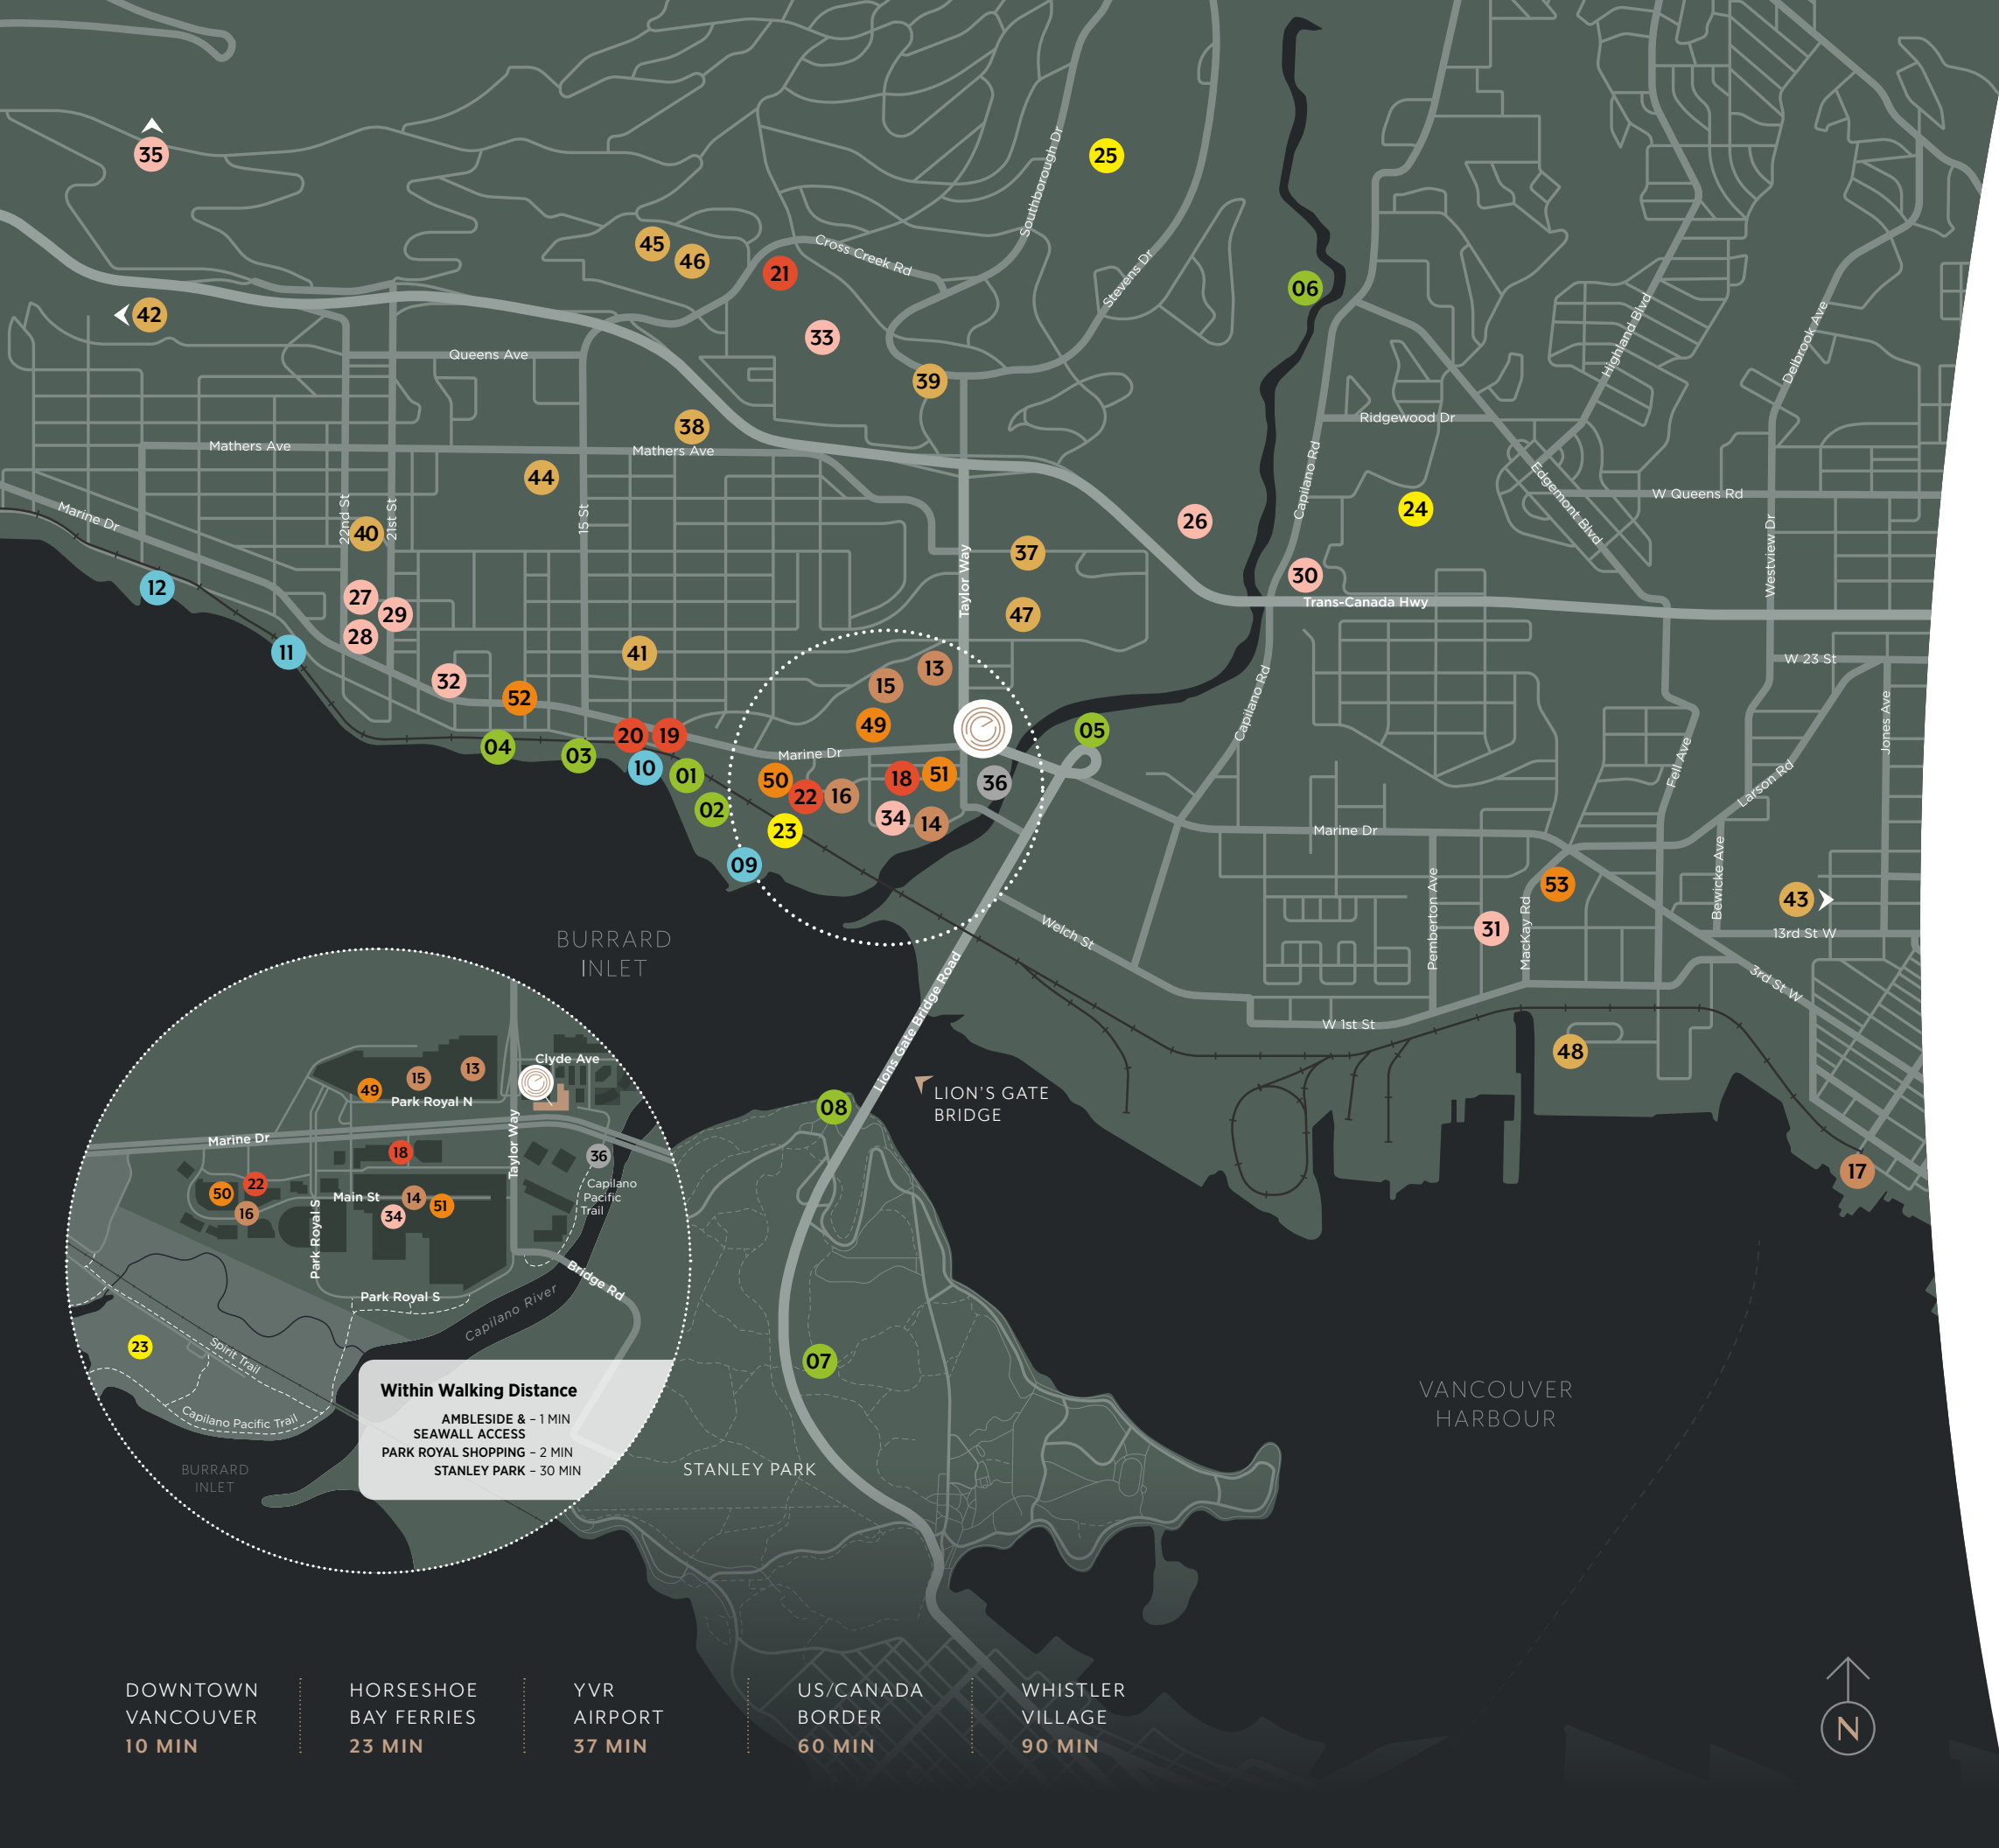 35
25
Southborough Dr
45
46
Cross Creek Rd
21
Stevens Dr
06
42
33
Queens Ave
39
Highland Blvd
Delbrook Ave
38
Ridgewood Dr
Mathers Ave
Mathers Ave
44
Capilano Rd
Edgemont Blvd
W Queens Rd
Marine Dr
22nd St
21st St
15 St
40
26
24
Westview Dr
37
Taylor Way
30
Trans-Canada Hwy
12
27
29
28
47
11
41
13
W 23 St
32
15
52
Capilano Rd
Jones Ave
20
19
49
05
04
03
Marine Dr
10
01
50
22
16
18
51
36
Fell Ave
Larson Rd
02
34
14
23
Marine Dr
09
Pemberton Ave
MacKay Rd
53
Bewicke Ave
43
31
13rd St W
Welch St
BURRARD
INLET
3rd St W
Lions Gate Bridge Road
W 1st St
48
LION'S GATE
BRIDGE
08
17
Clyde Ave
13
15
49
Park Royal N
Marine Dr
Taylor Way
18
36
Capilano
Pacific
Trail
22
50
16
Main St
14
51
34
Park Royal S
Bridge Rd
Park Royal S
Capilano River
23
Spirit Trail
Capilano Pacific Trail
BURRARD
INLET
Within Walking Distance
AMBLESIDE & – 1 MIN
SEAWALL ACCESS
PARK ROYAL SHOPPING – 2 MIN
STANLEY PARK – 30 MIN
07
STANLEY PARK
VANCOUVER
HARBOUR
DOWNTOWN
VANCOUVER
10 MIN
HORSESHOE
BAY FERRIES
23 MIN
YVR
AIRPORT
37 MIN
US/CANADA
BORDER
60 MIN
WHISTLER
VILLAGE
90 MIN
N